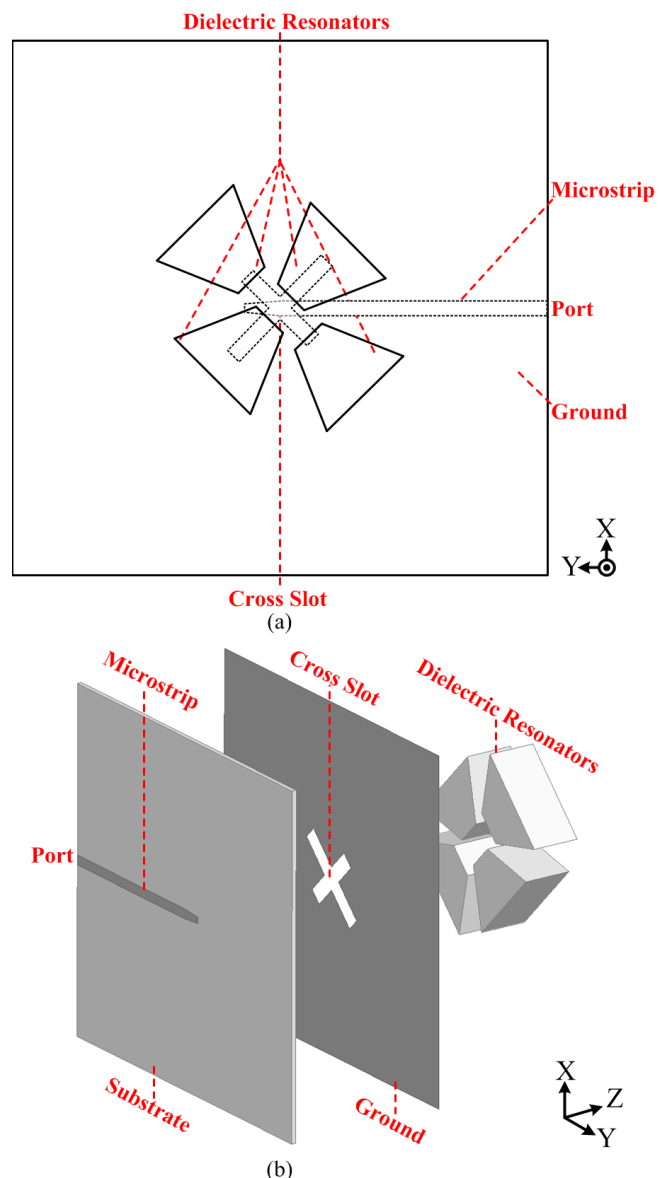 Dielectric Resonators
Microstrip
Port
Ground
X
Y
Cross Slot
(a)
Microstrip
Cross Slot
Dielectric Resonators
Port
Substrate
Ground
X
Z
Y
(b)